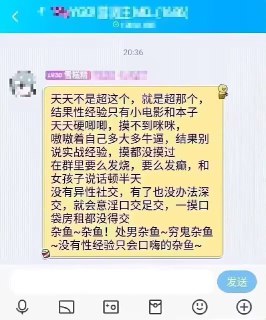 20:36
天天不是超这个，就是超那个，
结果性经验只有小电影和本子
天天硬唧唧，摸不到咪咪，
嗷嗷着自己多大多牛逼，结果别
说实战经验，摸都没摸过
在群里要么发烧，要么发癫，和
女孩子说话顿半天
没有异性社交，有了也没办法深
交，就会意淫口交足交，一摸口
袋房租都没得交
杂鱼~杂鱼！处男杂鱼~穷鬼杂鱼
~没有性经验只会口嗨的杂鱼~
发送